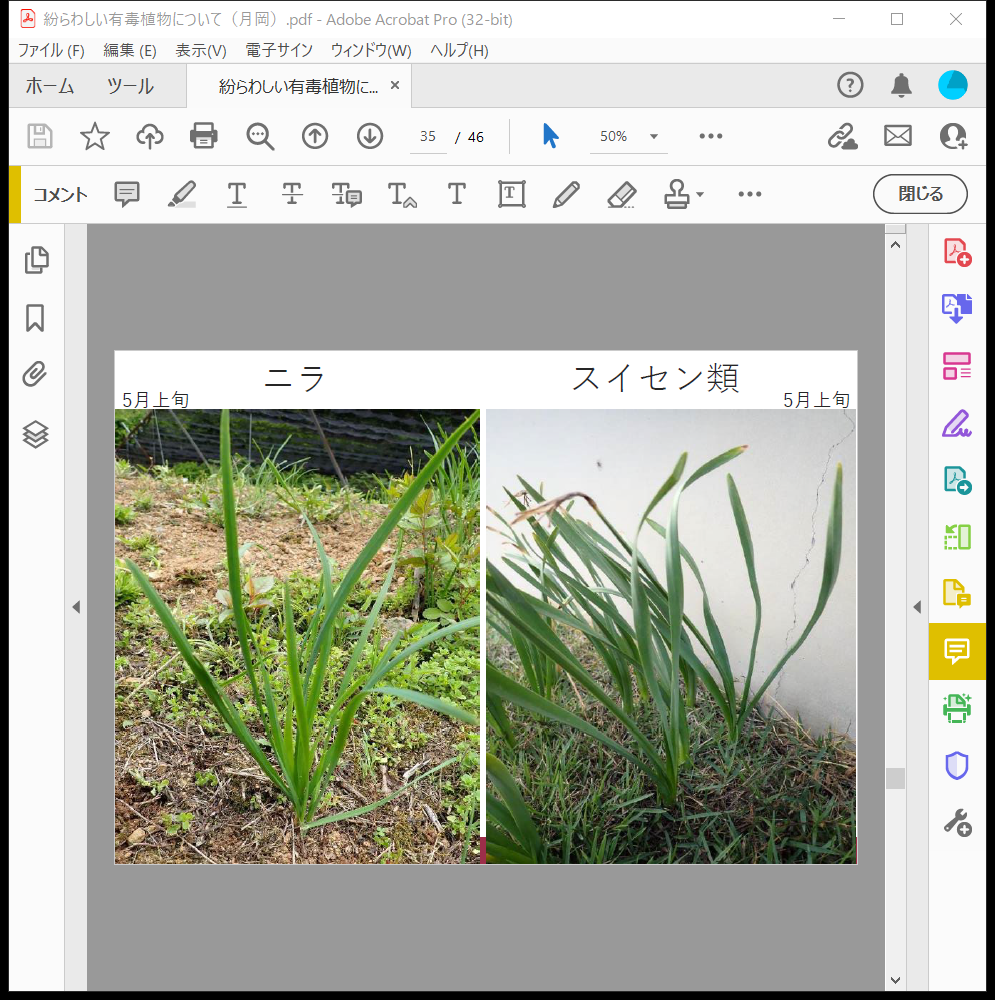 紛らわしい有毒植物について（月岡）.pdf - Adobe Acrobat Pro (32-bit)
ファイル (F) 編集 (E) 表示(V) 電子サイン ウィンドウ(W) ヘルプ(H)
ホーム ツール 紛らわしい有毒植物に... ×
35 / 46 50%
コメント 閉じる
ニラ スイセン類
5月上旬 5月上旬